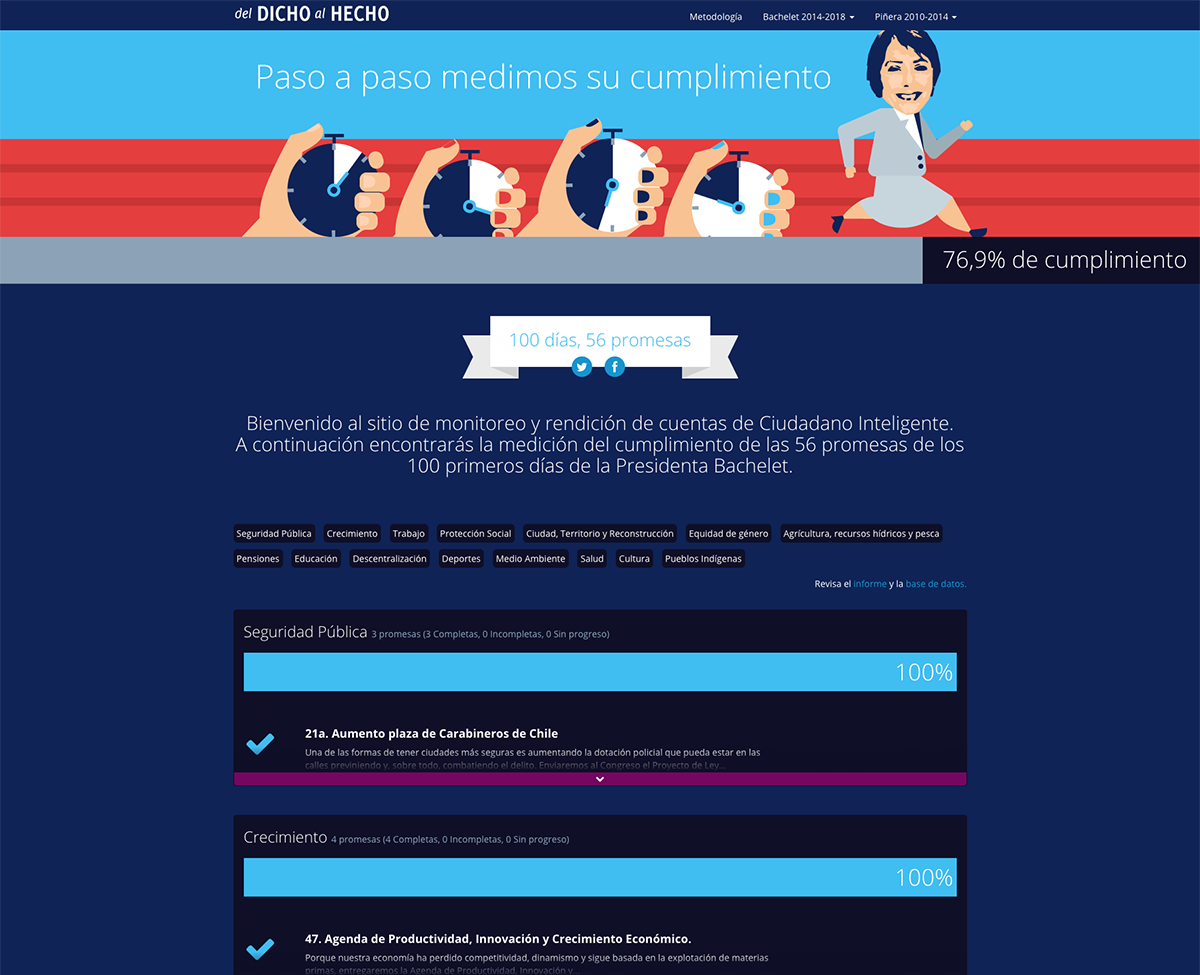 del DICHO al HECHO
Metodología Bachelet 2014-2018 Piñera 2010-2014
Paso a paso medimos su cumplimiento
76,9% de cumplimiento
100 días, 56 promesas
Bienvenido al sitio de monitoreo y rendición de cuentas de Ciudadano Inteligente.
A continuación encontrarás la medición del cumplimiento de las 56 promesas de los
100 primeros días de la Presidenta Bachelet.
Seguridad Pública Crecimiento Trabajo Protección Social Ciudad, Territorio y Reconstrucción Equidad de género Agrícultura, recursos hídricos y pesca
Pensiones Educación Descentralización Deportes Medio Ambiente Salud Cultura Pueblos Indígenas
Revisa el informe y la base de datos.
Seguridad Pública 3 promesas (3 Completas, 0 Incompletas, 0 Sin progreso)
100%
21a. Aumento plaza de Carabineros de Chile
Una de las formas de tener ciudades más seguras es aumentando la dotación policial que pueda estar en las
calles previniendo y, sobre todo, combatiendo el delito. Enviaremos al Congreso el Proyecto de Ley...
Crecimiento 4 promesas (4 Completas, 0 Incompletas, 0 Sin progreso)
100%
47. Agenda de Productividad, Innovación y Crecimiento Económico.
Porque nuestra economía ha perdido competitividad, dinamismo y sigue basada en la explotación de materias
primas, entregaremos la Agenda de Productividad, Innovación y...